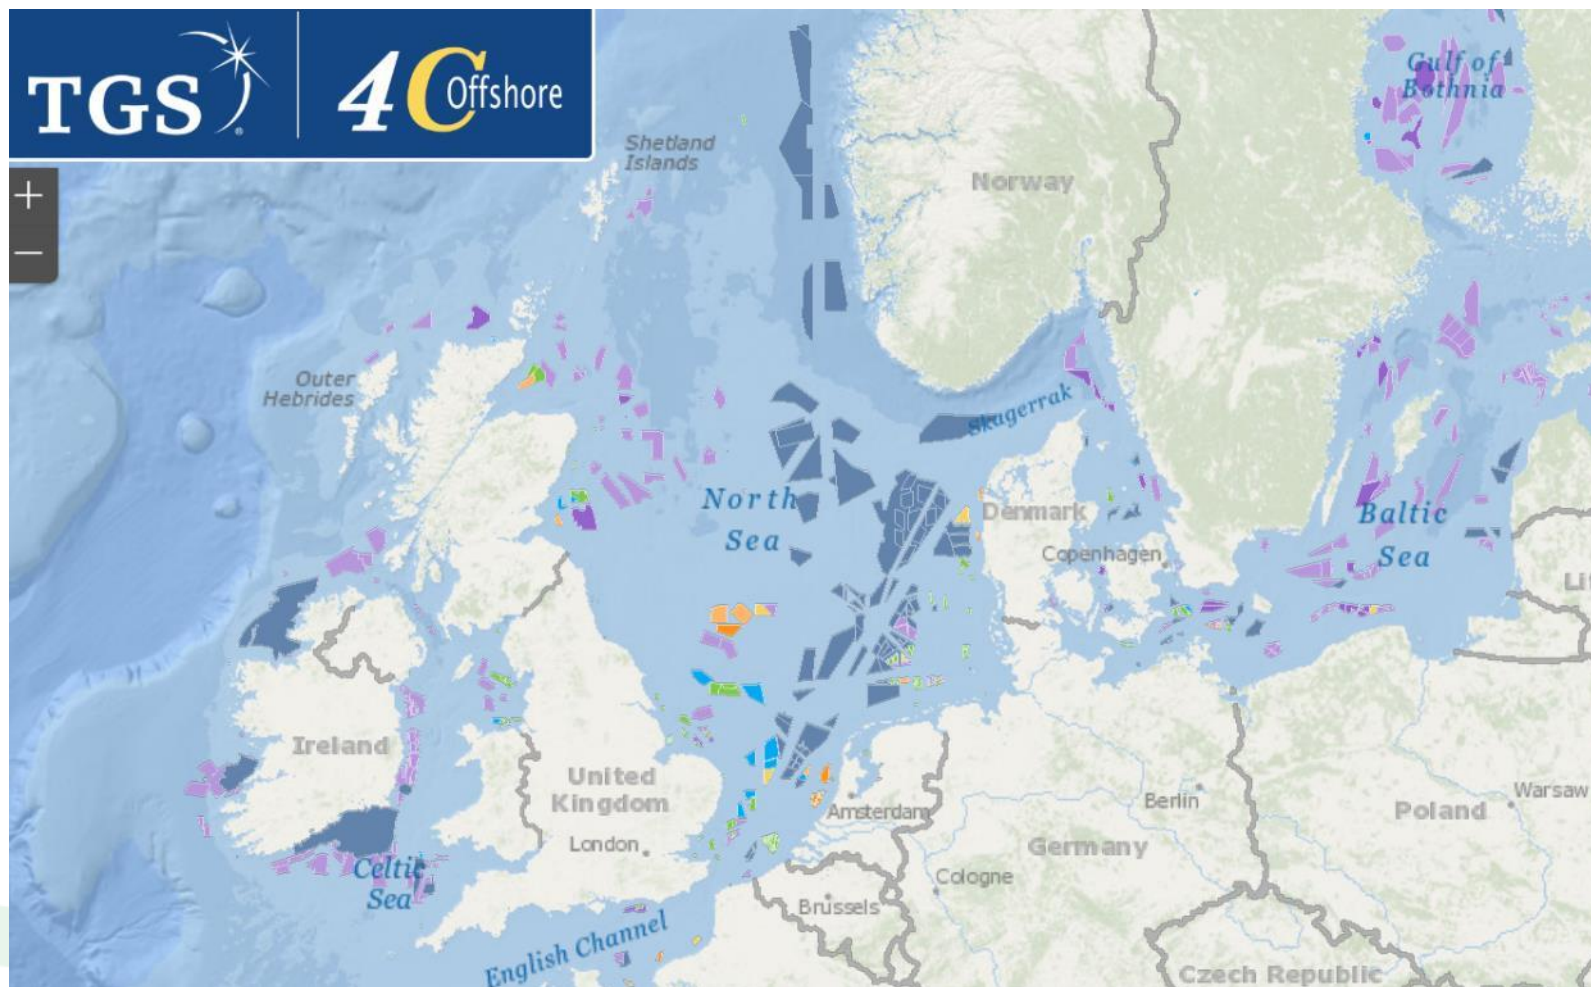 TGS
4C Offshore
+
−
Shetland
Islands
Gulf of
Bothnia
Norway
Outer
Hebrides
Skagerrak
North
Sea
Denmark
Copenhagen
Baltic
Sea
Ireland
United
Kingdom
London
Amsterdam
Berlin
Warsaw
Poland
Germany
Celtic
Sea
Cologne
Brussels
English Channel
Czech Republic